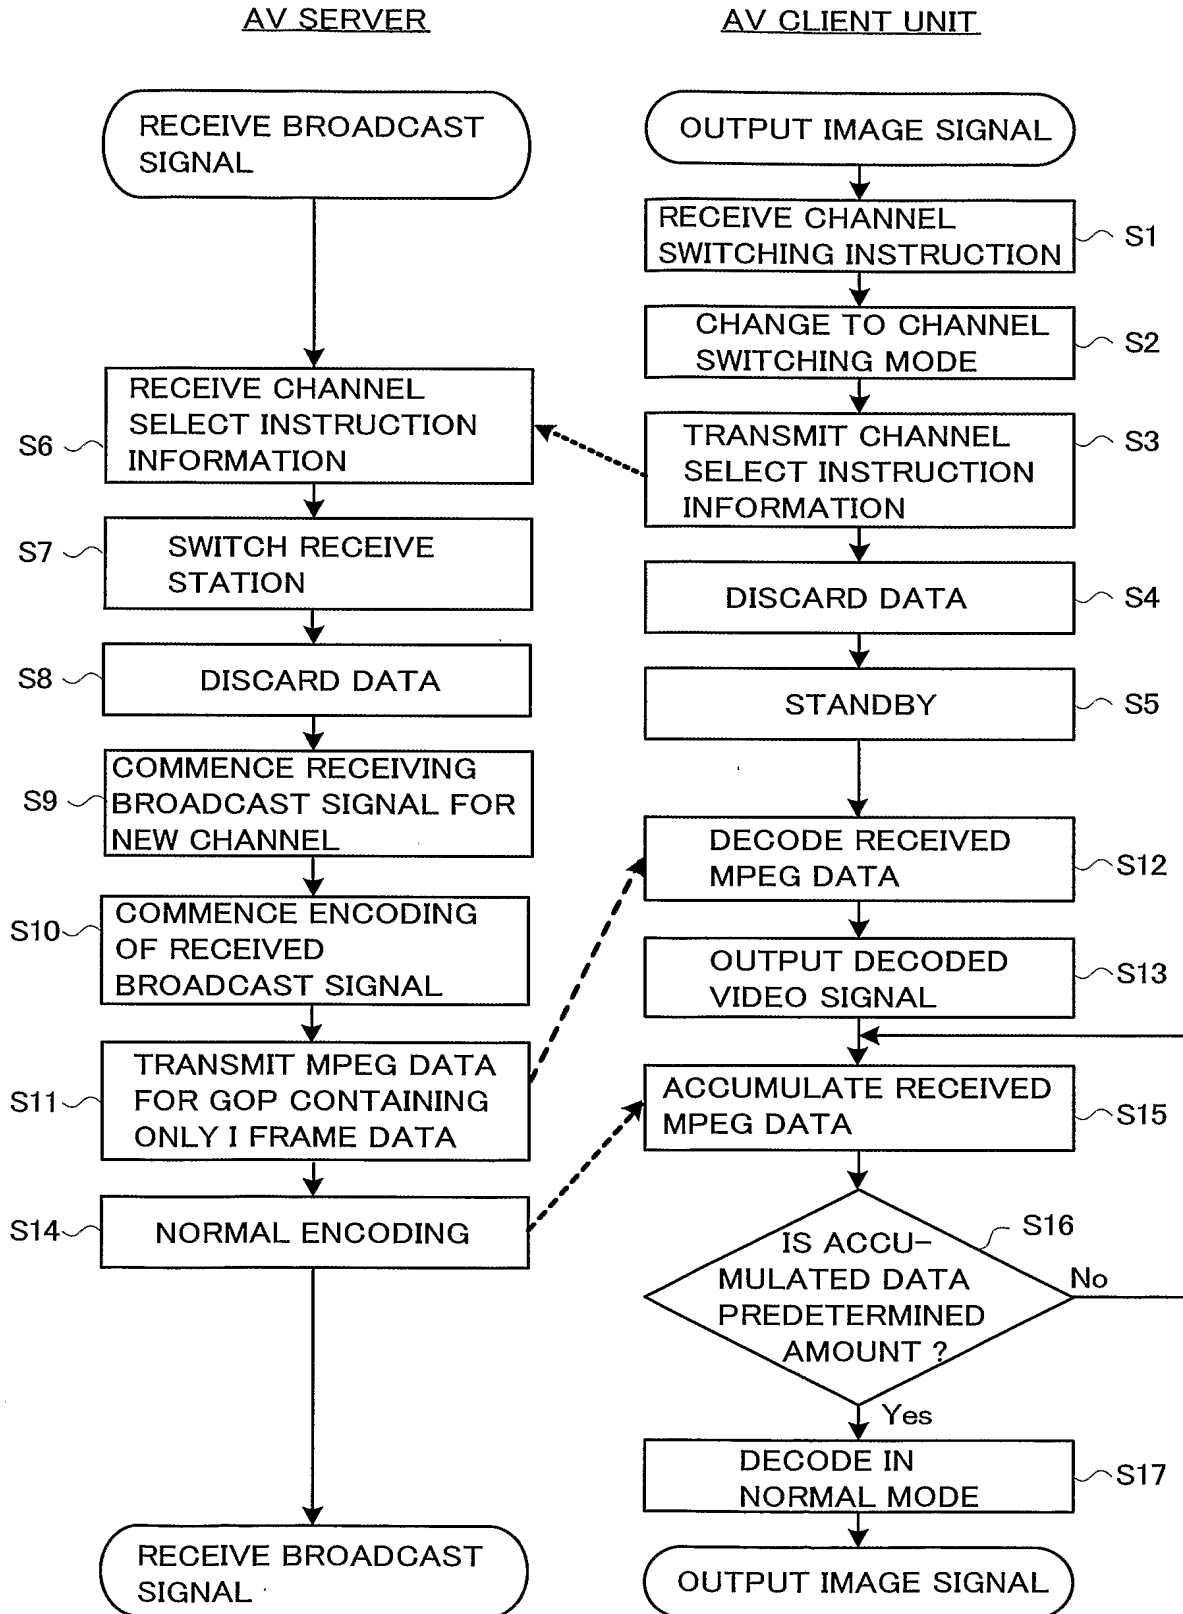 AV SERVER
RECEIVE BROADCAST
SIGNAL
S6
RECEIVE CHANNEL
SELECT INSTRUCTION
INFORMATION
S7
SWITCH RECEIVE
STATION
S8
DISCARD DATA
S9
COMMENCE RECEIVING
BROADCAST SIGNAL FOR
NEW CHANNEL
S10
COMMENCE ENCODING
OF RECEIVED
BROADCAST SIGNAL
S11
TRANSMIT MPEG DATA
FOR GOP CONTAINING
ONLY I FRAME DATA
S14
NORMAL ENCODING
RECEIVE BROADCAST
SIGNAL
AV CLIENT UNIT
OUTPUT IMAGE SIGNAL
RECEIVE CHANNEL
SWITCHING INSTRUCTION
S1
CHANGE TO CHANNEL
SWITCHING MODE
S2
TRANSMIT CHANNEL
SELECT INSTRUCTION
INFORMATION
S3
DISCARD DATA
S4
STANDBY
S5
DECODE RECEIVED
MPEG DATA
S12
OUTPUT DECODED
VIDEO SIGNAL
S13
ACCUMULATE RECEIVED
MPEG DATA
S15
IS ACCU-
MULATED DATA
PREDETERMINED
AMOUNT ?
S16
No
Yes
DECODE IN
NORMAL MODE
S17
OUTPUT IMAGE SIGNAL